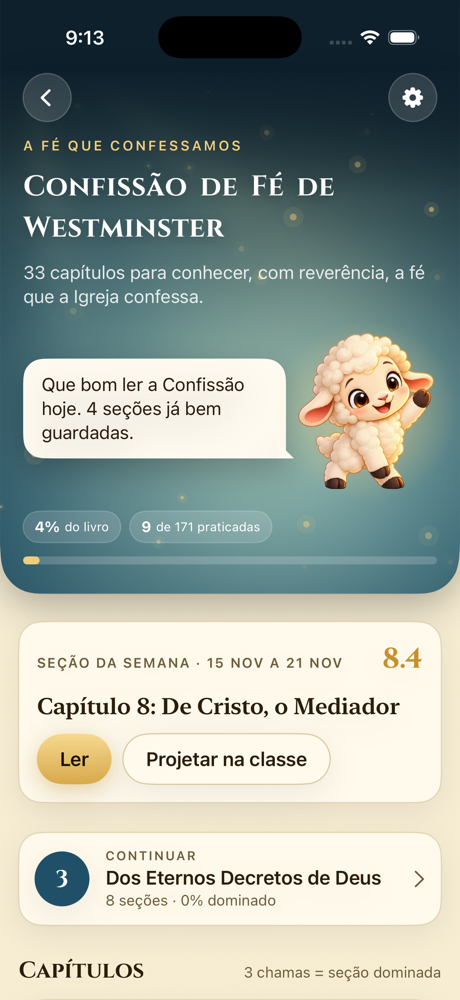 9:13
A FÉ QUE CONFESSAMOS
Confissão de Fé de
Westminster
33 capítulos para conhecer, com reverência, a fé
que a Igreja confessa.
Que bom ler a Confissão
hoje. 4 seções já bem
guardadas.
4% do livro
9 de 171 praticadas
SEÇÃO DA SEMANA · 15 NOV A 21 NOV
8.4
Capítulo 8: De Cristo, o Mediador
Ler
Projetar na classe
3
CONTINUAR
Dos Eternos Decretos de Deus
8 seções · 0% dominado
Capítulos
3 chamas = seção dominada